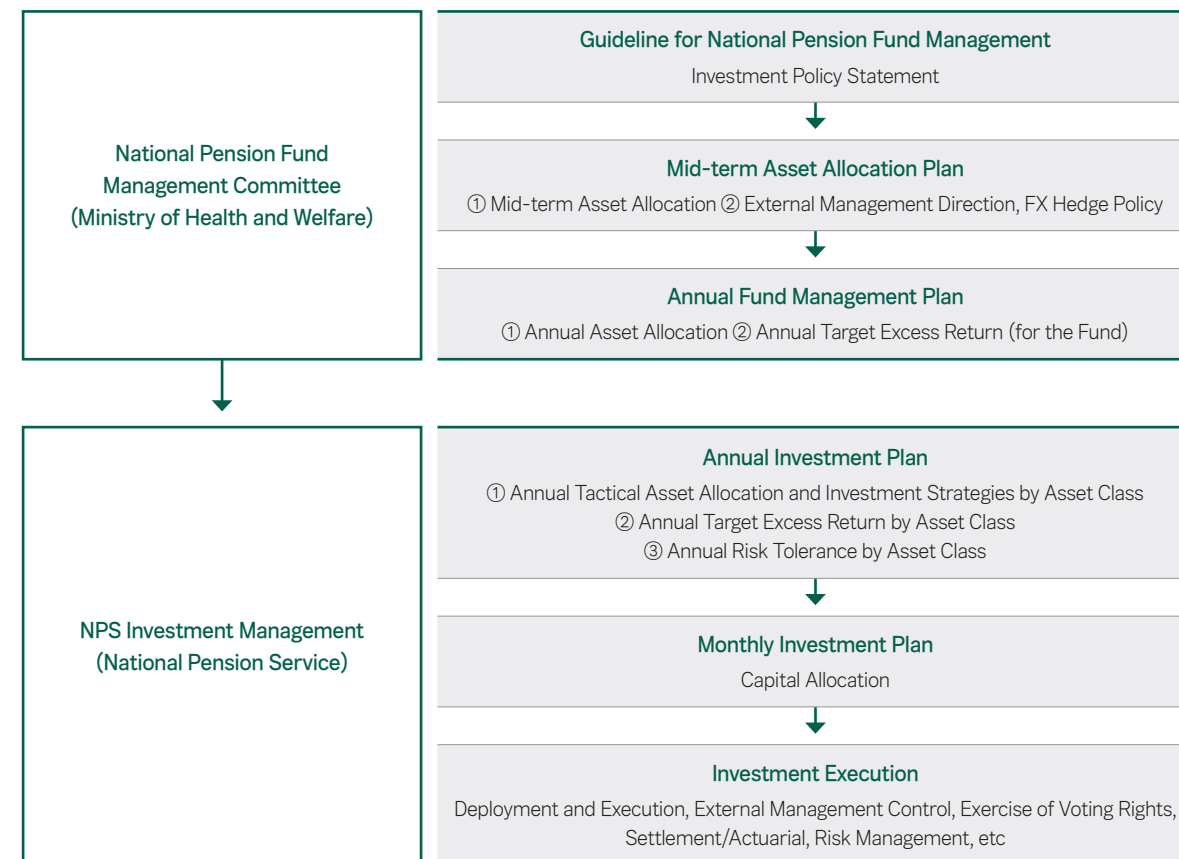 National Pension Fund
Management Committee
(Ministry of Health and Welfare)
Guideline for National Pension Fund Management
Investment Policy Statement
Mid-term Asset Allocation Plan
① Mid-term Asset Allocation ② External Management Direction, FX Hedge Policy
Annual Fund Management Plan
① Annual Asset Allocation ② Annual Target Excess Return (for the Fund)
NPS Investment Management
(National Pension Service)
Annual Investment Plan
① Annual Tactical Asset Allocation and Investment Strategies by Asset Class
② Annual Target Excess Return by Asset Class
③ Annual Risk Tolerance by Asset Class
Monthly Investment Plan
Capital Allocation
Investment Execution
Deployment and Execution, External Management Control, Exercise of Voting Rights,
Settlement/Actuarial, Risk Management, etc